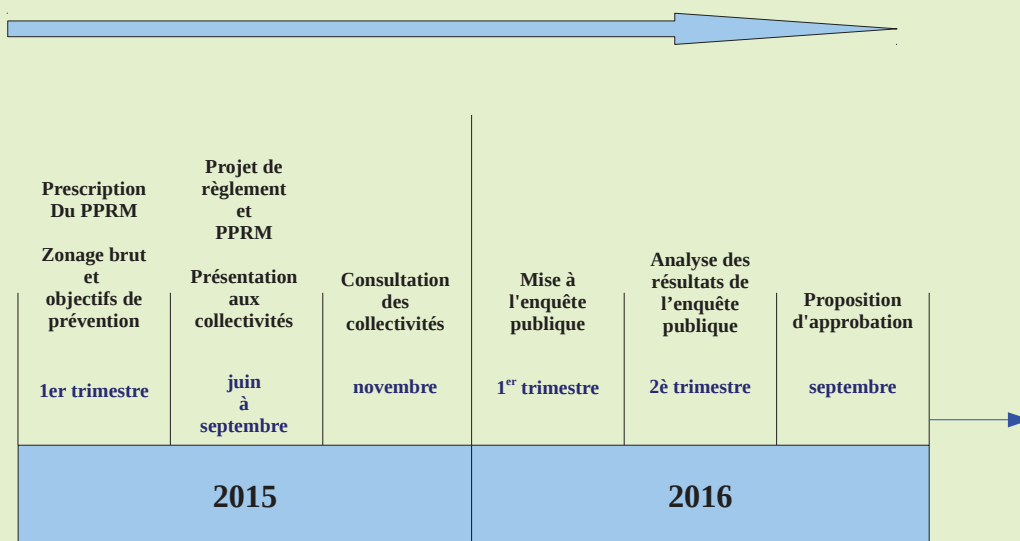 Prescription
Du PPRM
Zonage brut
et
objectifs de
prévention
1er trimestre
Projet de
règlement
et
PPRM
Présentation
aux
collectivités
juin
à
septembre
Consultation
des
collectivités
novembre
Mise à
l'enquête
publique
1er trimestre
Analyse des
résultats de
l’enquête
publique
2è trimestre
Proposition
d'approbation
septembre
2015
2016